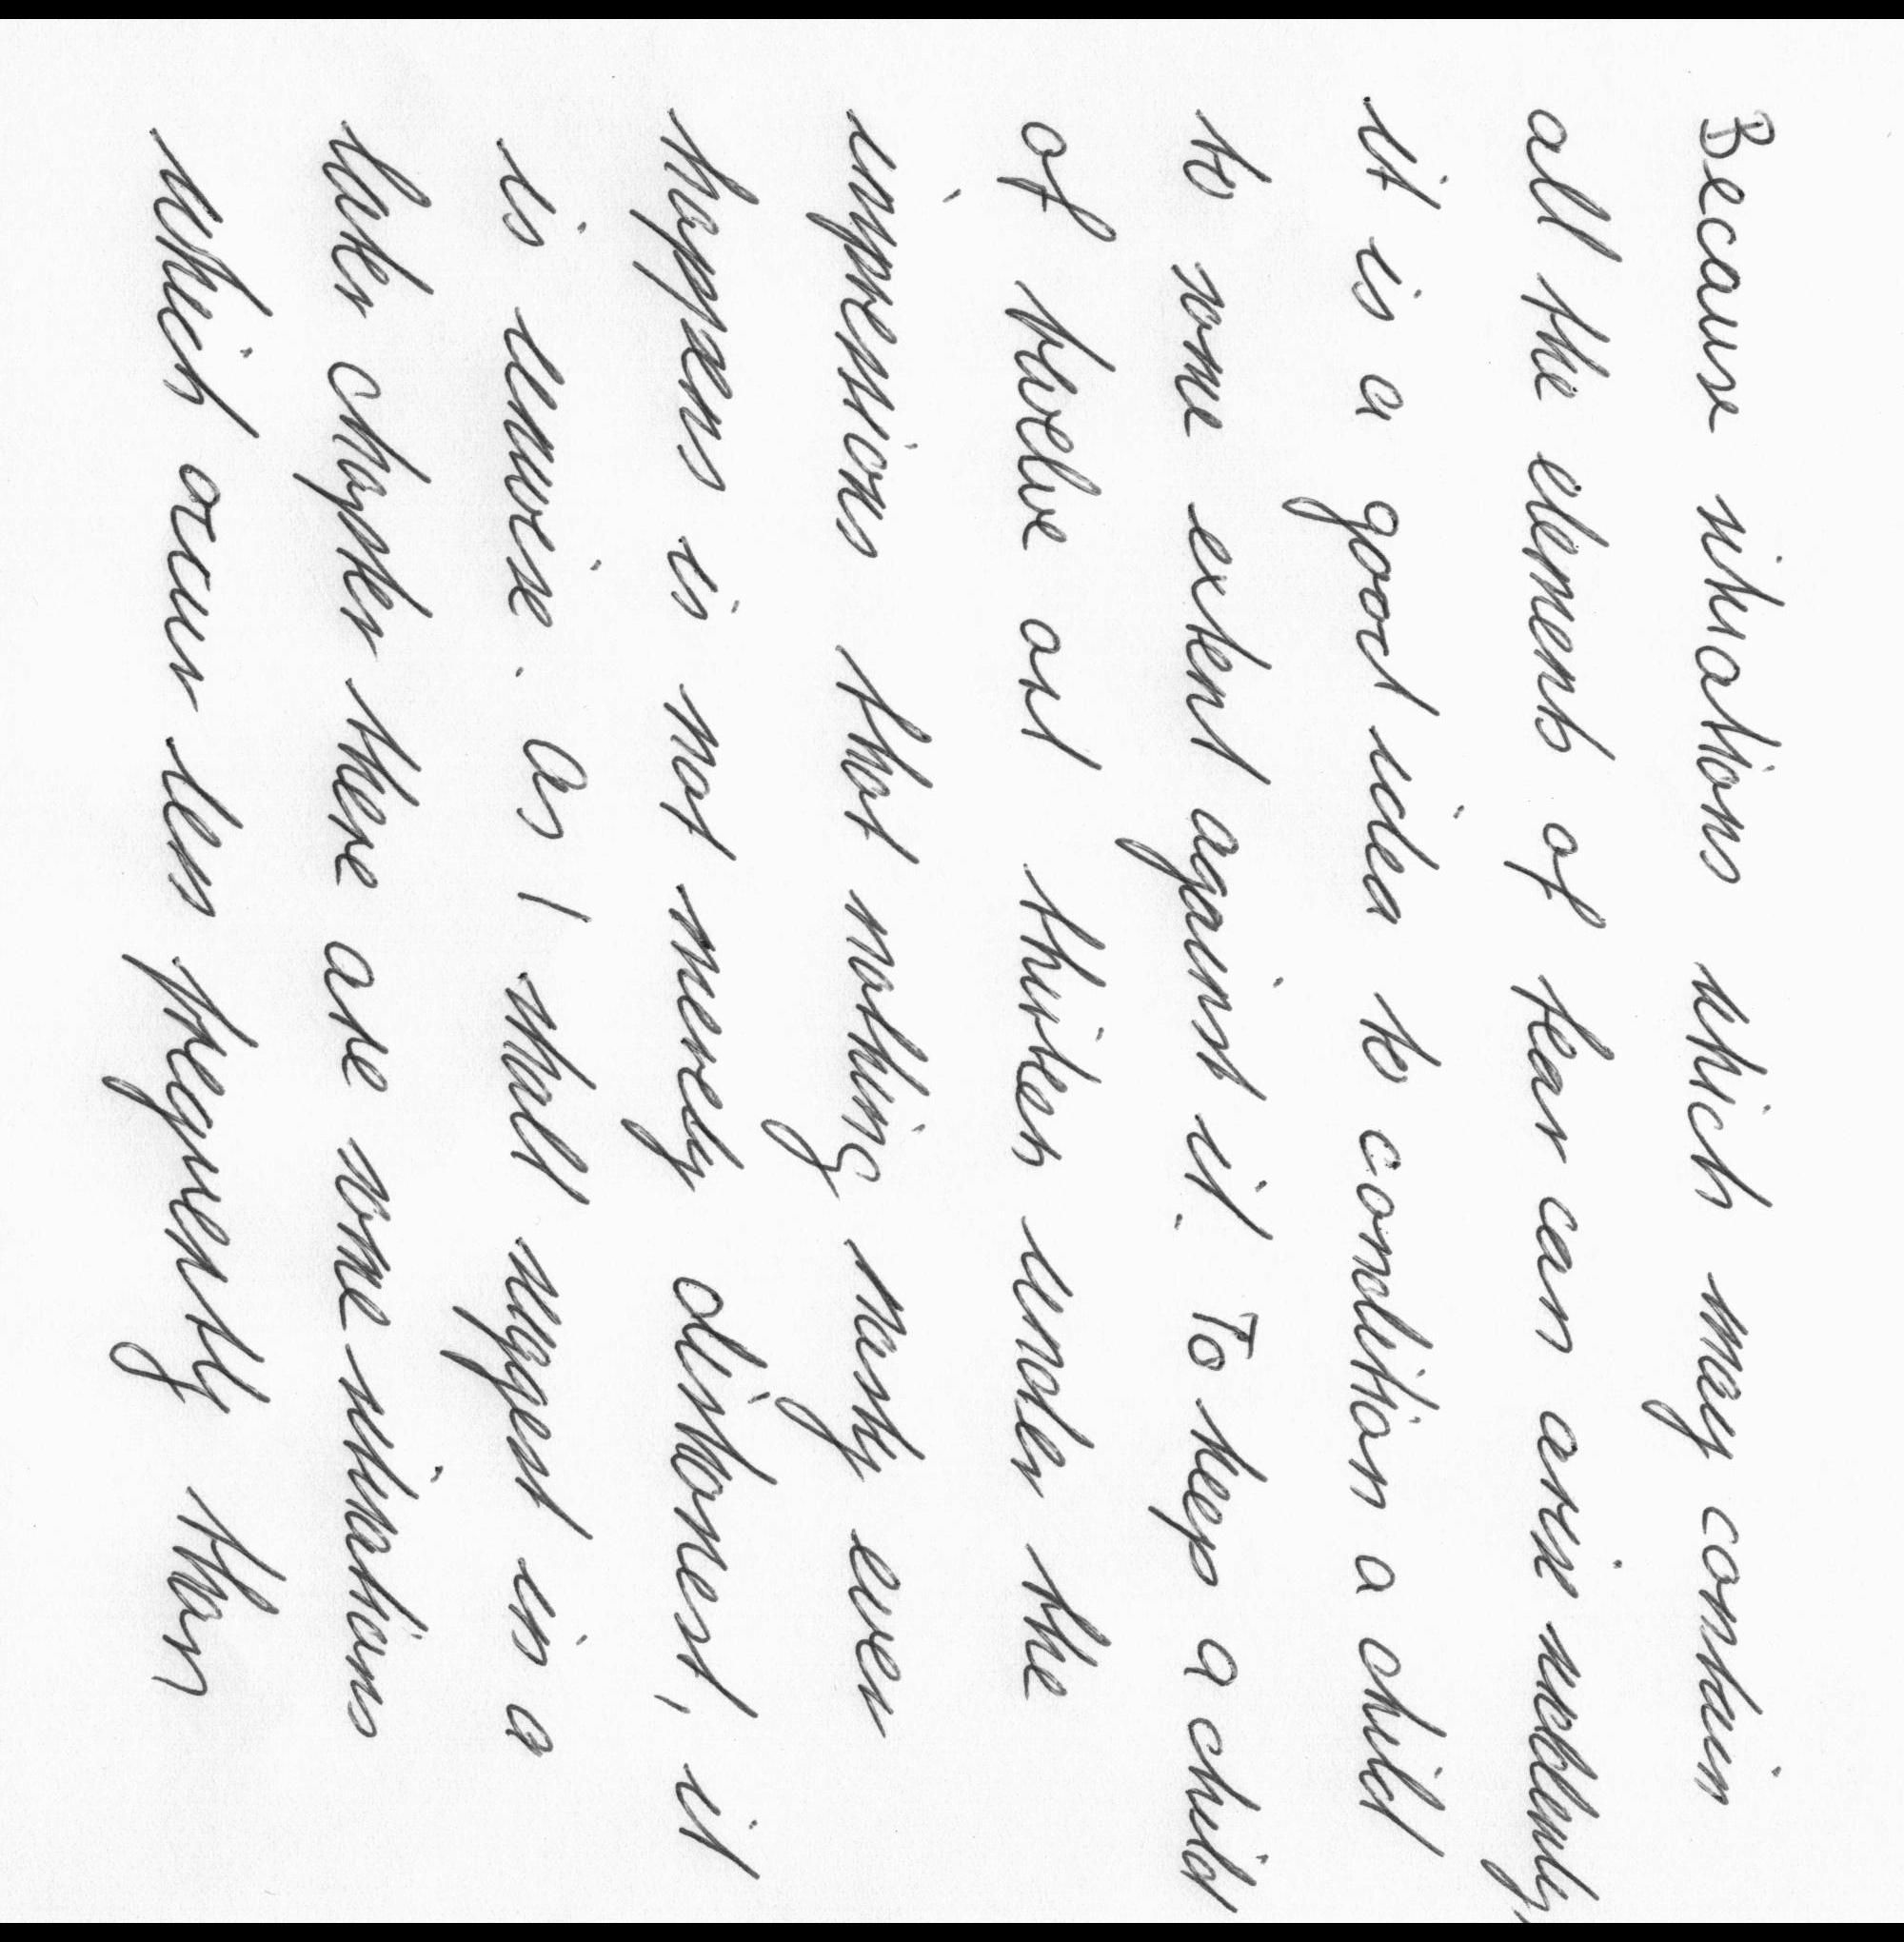 Because situations which may contain
all the elements of fear can arise suddenly,
it is a good idea to condition a child
to some extent against it. To keep a child
of twelve or thirteen under the
impressions that nothing nasty ever
happens is not merely dishonest, it
is unwise. As I shall suggest in a
later chapter there are some situations
which occur less frequently than